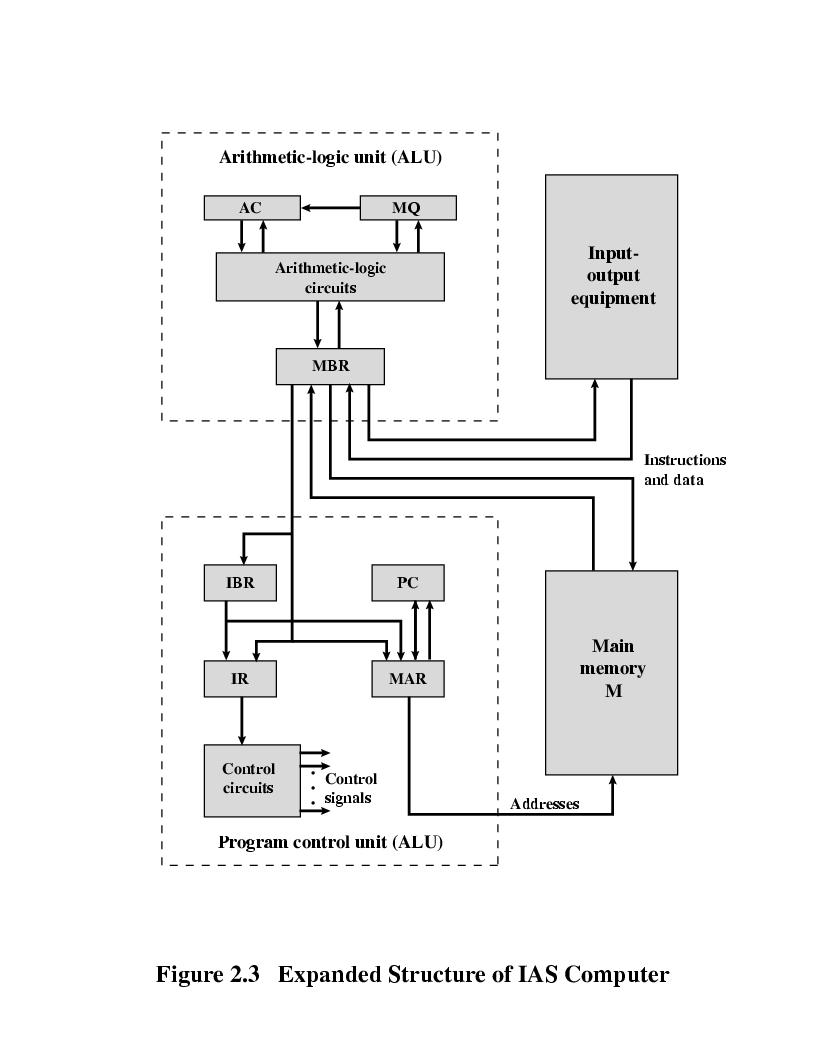 Arithmetic-logic unit (ALU)
AC
MQ
Arithmetic-logic
circuits
MBR
Input-
output
equipment
Instructions
and data
IBR
PC
IR
MAR
Main
memory
M
Control
circuits
Control
signals
Addresses
Program control unit (ALU)
Figure 2.3 Expanded Structure of IAS Computer